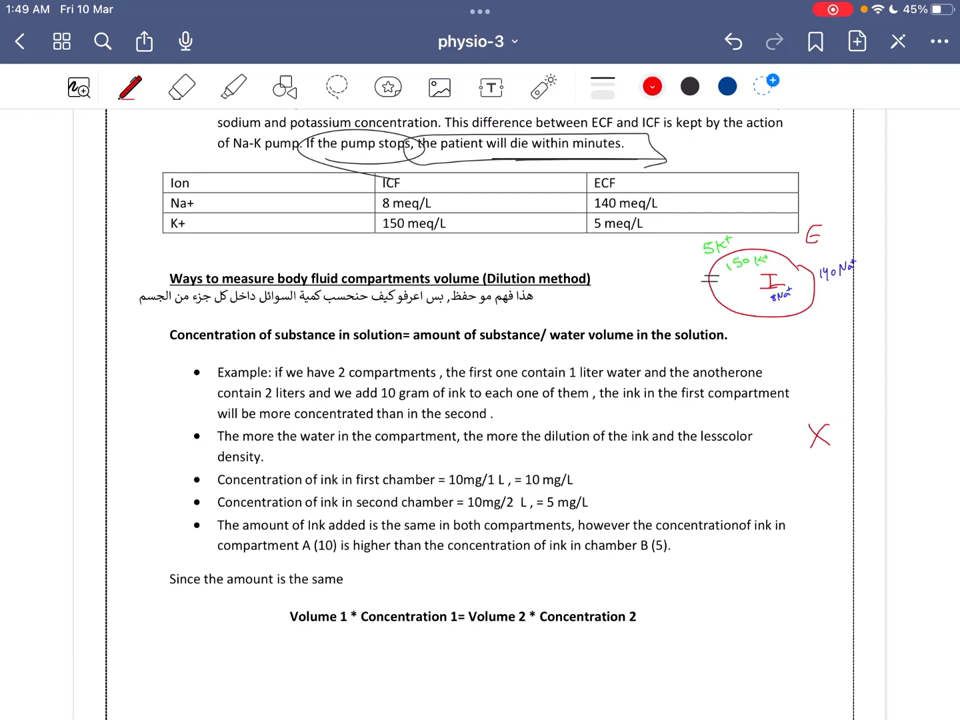 1:49 AM Fri 10 Mar
45%
physio-3
sodium and potassium concentration. This difference between ECF and ICF is kept by the action
of Na-K pump. If the pump stops, the patient will die within minutes.
Ion ICF ECF
Na+ 8 meq/L 140 meq/L
K+ 150 meq/L 5 meq/L
E
5K+
150K+
140Na+
I
8Na+
Ways to measure body fluid compartments volume (Dilution method)
هذا فهم مو حفظ, بس اعرفو كيف حنحسب كمية السوائل داخل كل جزء من الجسم
Concentration of substance in solution= amount of substance/ water volume in the solution.
• Example: if we have 2 compartments , the first one contain 1 liter water and the anotherone
contain 2 liters and we add 10 gram of ink to each one of them , the ink in the first compartment
will be more concentrated than in the second .
• The more the water in the compartment, the more the dilution of the ink and the lesscolor
density.
X
• Concentration of ink in first chamber = 10mg/1 L , = 10 mg/L
• Concentration of ink in second chamber = 10mg/2 L , = 5 mg/L
• The amount of Ink added is the same in both compartments, however the concentrationof ink in
compartment A (10) is higher than the concentration of ink in chamber B (5).
Since the amount is the same
Volume 1 * Concentration 1= Volume 2 * Concentration 2